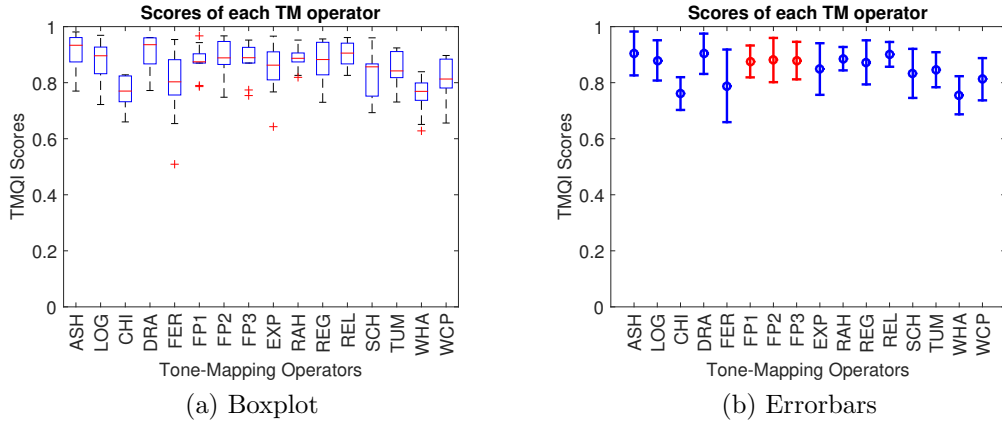 Scores of each TM operator
1
0.8
0.6
0.4
0.2
0
TMQI Scores
ASH LOG CHI DRA FER FP1 FP2 FP3 EXP RAH REG REL SCH TUM WHA WCP
Tone-Mapping Operators
(a) Boxplot
Scores of each TM operator
1
0.8
0.6
0.4
0.2
0
TMQI Scores
ASH LOG CHI DRA FER FP1 FP2 FP3 EXP RAH REG REL SCH TUM WHA WCP
Tone-Mapping Operators
(b) Errorbars